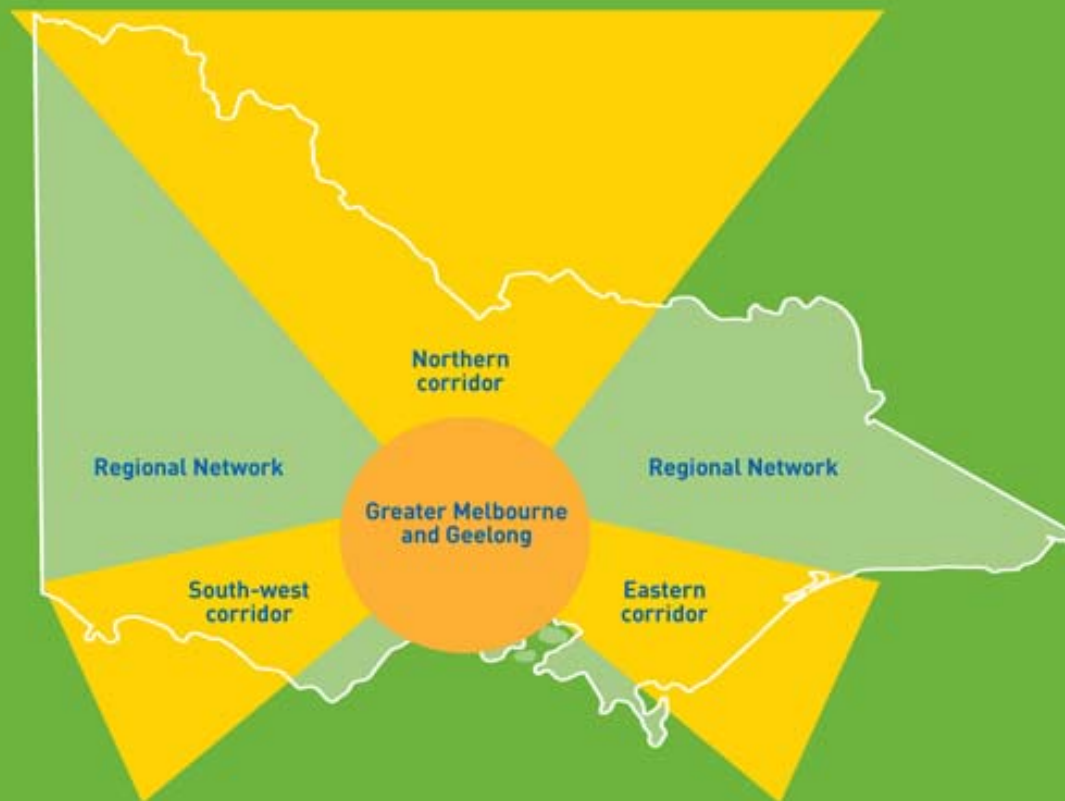 Northern
corridor
Regional Network
Regional Network
Greater Melbourne
and Geelong
South-west
corridor
Eastern
corridor